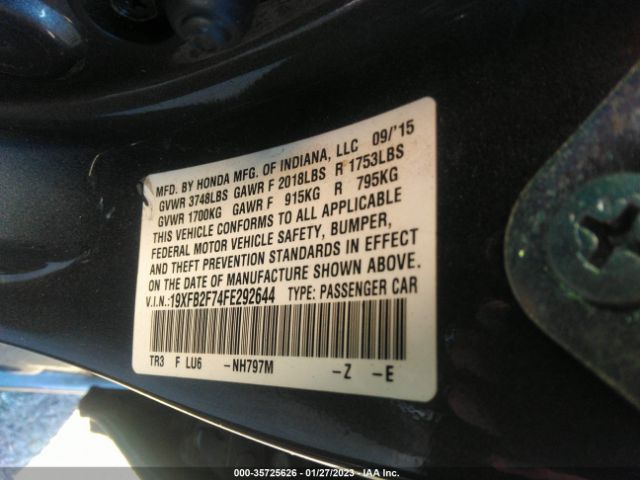 MFD. BY HONDA MFG. OF INDIANA, LLC 09/'15
GVWR 3748LBS GAWR F 2018LBS R 1753LBS
GVWR 1700KG GAWR F 915KG R 795KG
THIS VEHICLE CONFORMS TO ALL APPLICABLE
FEDERAL MOTOR VEHICLE SAFETY, BUMPER,
AND THEFT PREVENTION STANDARDS IN EFFECT
ON THE DATE OF MANUFACTURE SHOWN ABOVE.
V.I.N.:19XFB2F74FE292644 TYPE: PASSENGER CAR
TR3 F LU6 -NH797M -Z -E
000-35725626 - 01/27/2023 - IAA Inc.